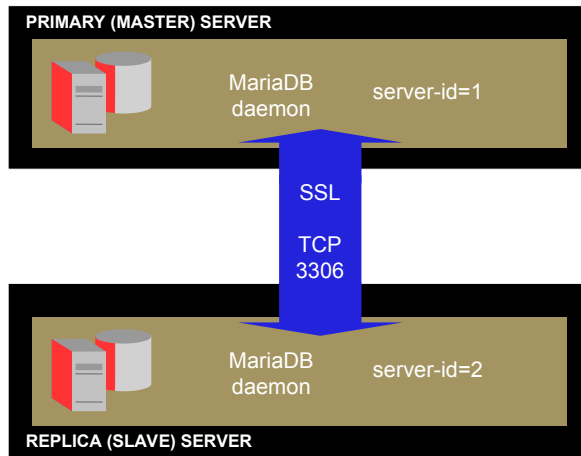 PRIMARY (MASTER) SERVER
MariaDB
daemon
server-id=1
SSL
TCP
3306
MariaDB
daemon
server-id=2
REPLICA (SLAVE) SERVER